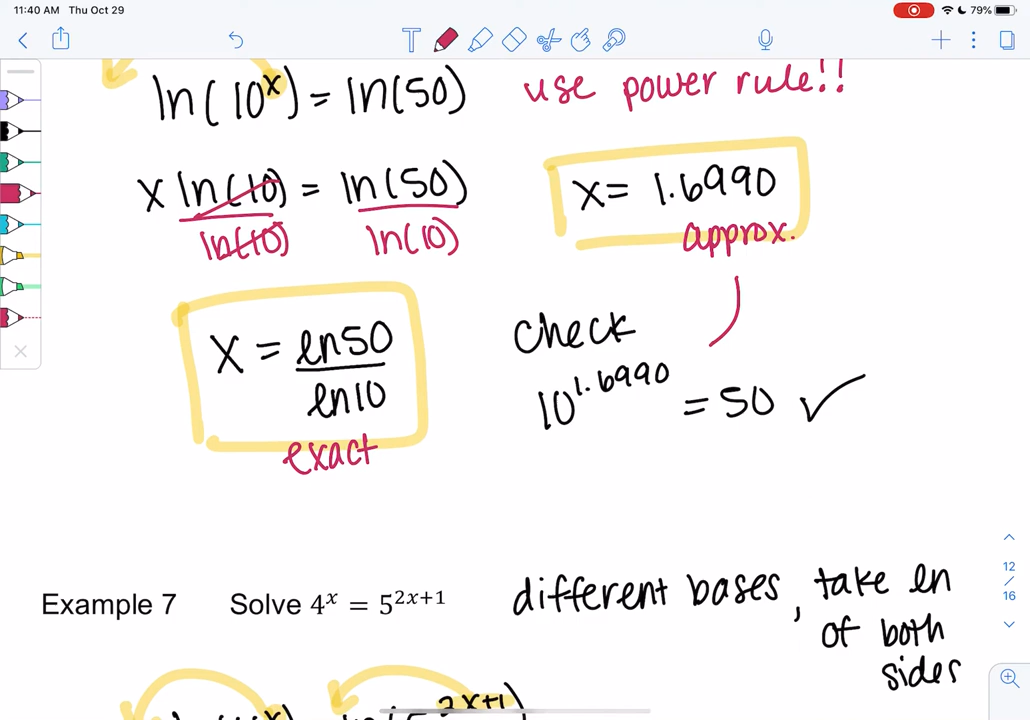 11:40 AM Thu Oct 29
79%
T
ln(10^x) = ln(50)
use power rule!!
x ln(10) = ln(50)
ln(10) ln(10)
x = 1.6990
approx.
x = ln50
ln10
exact
check
10^1.6990 = 50 ✓
12
/
16
Example 7 Solve 4^x = 5^(2x+1)
different bases, take ln
of both
sides
2x+1)